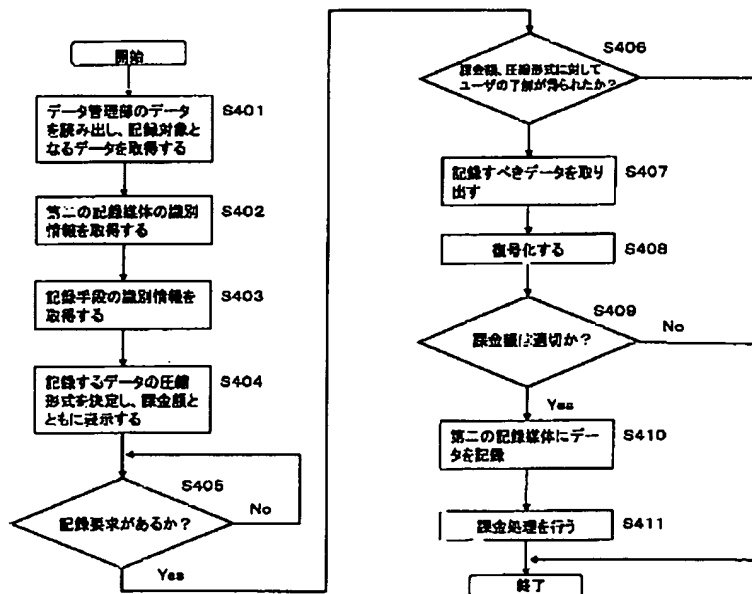 開始
データ管理部のデータ
を読み出し、記録対象と
なるデータを取得する
S401
第二の記録媒体の識別
情報を取得する
S402
記録手段の識別情報を
取得する
S403
記録するデータの圧縮
形式を決定し、課金額と
ともに表示する
S404
S405
記録要求があるか？
No
Yes
S406
課金額、圧縮形式に対して
ユーザの了解が得られたか？
記録すべきデータを取り
出す
S407
復号化する
S408
S409
課金額は適切か？
No
Yes
第二の記録媒体にデー
タを記録
S410
課金処理を行う
S411
終了